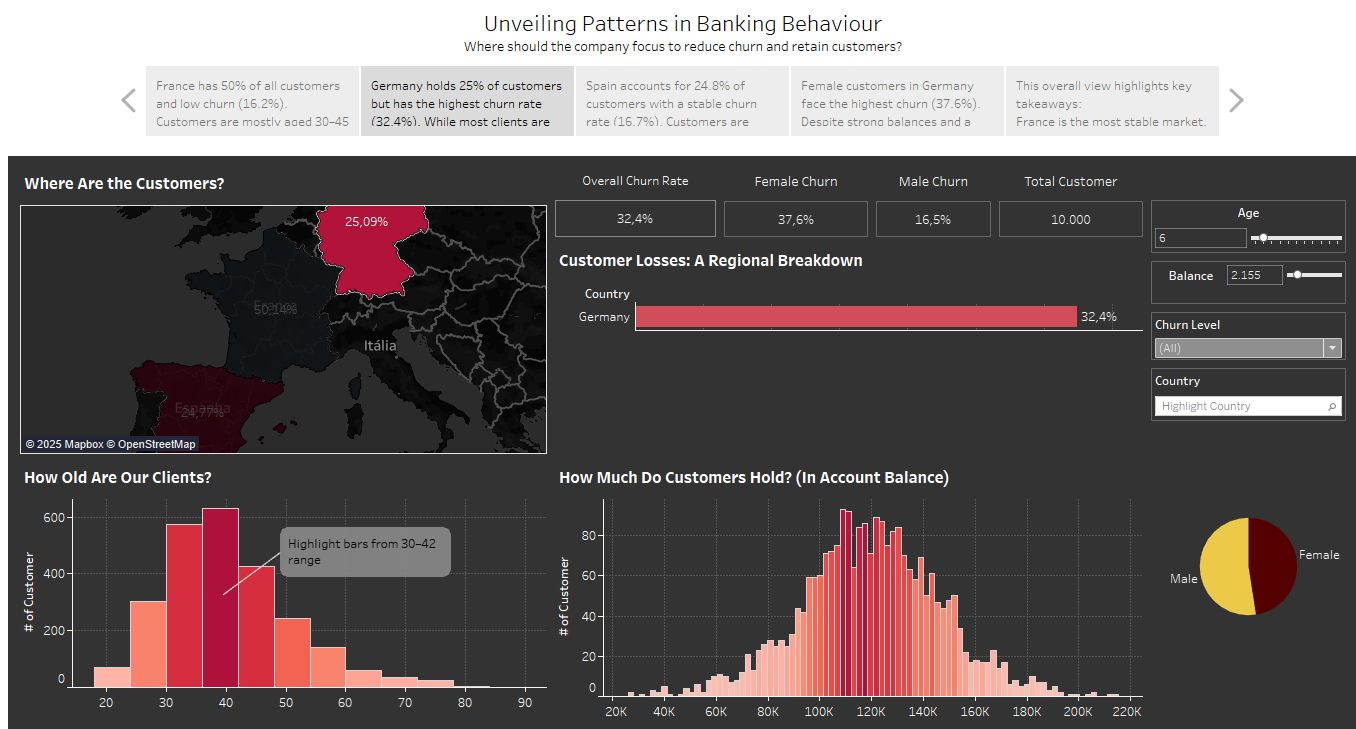 Unveiling Patterns in Banking Behaviour
Where should the company focus to reduce churn and retain customers?
France has 50% of all customers
and low churn (16.2%).
Customers are mostly aged 30–45
Germany holds 25% of customers
but has the highest churn rate
(32.4%). While most clients are
Spain accounts for 24.8% of
customers with a stable churn
rate (16.7%). Customers are
Female customers in Germany
face the highest churn (37.6%).
Despite strong balances and a
This overall view highlights key
takeaways:
France is the most stable market.
Where Are the Customers?
25,09%
França
50,14%
Itália
Espanha
24,77%
© 2025 Mapbox © OpenStreetMap
Overall Churn Rate
32,4%
Female Churn
37,6%
Male Churn
16,5%
Total Customer
10.000
Customer Losses: A Regional Breakdown
Country
Germany
32,4%
Age
6
Balance
2.155
Churn Level
(All)
Country
Highlight Country
How Old Are Our Clients?
# of Customer
600
400
200
0
Highlight bars from 30–42
range
20 30 40 50 60 70 80 90
How Much Do Customers Hold? (In Account Balance)
# of Customer
80
60
40
20
0
20K 40K 60K 80K 100K 120K 140K 160K 180K 200K 220K
Female
Male